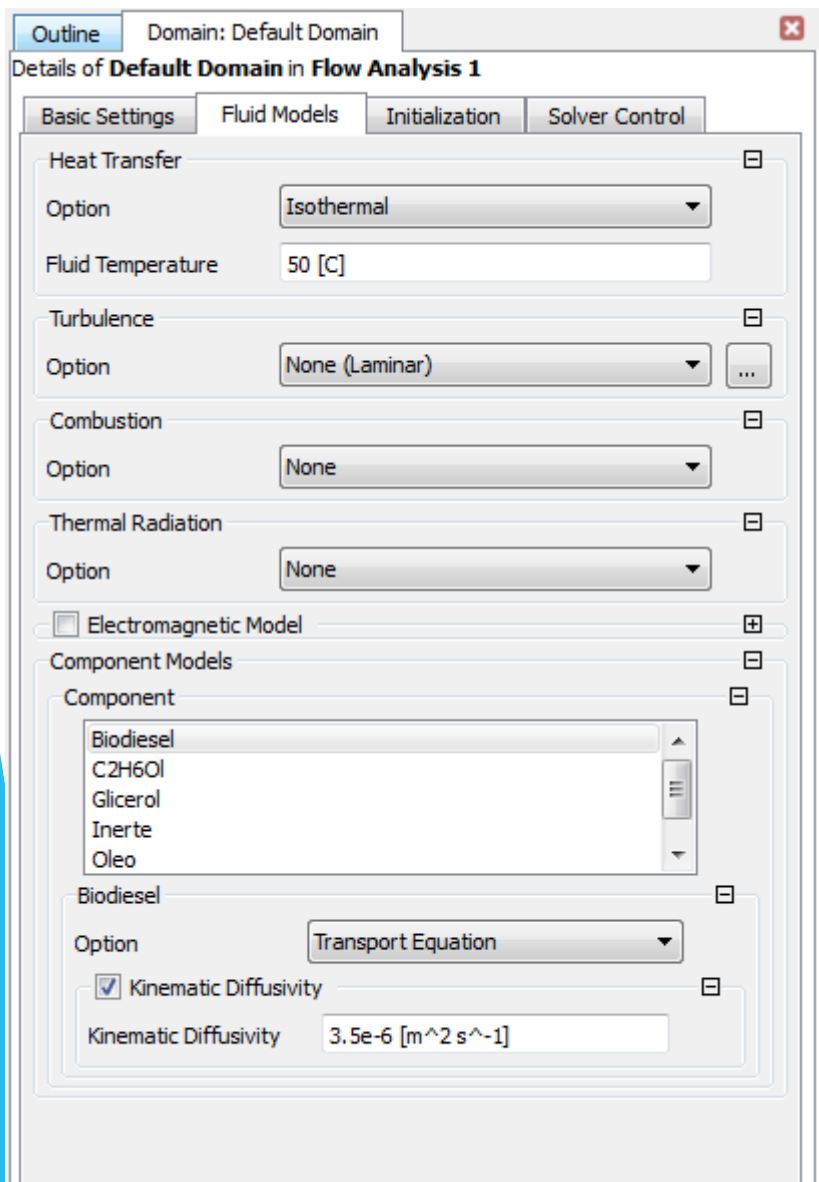 Outline Domain: Default Domain
Details of Default Domain in Flow Analysis 1
Basic Settings Fluid Models Initialization Solver Control
Heat Transfer
Option Isothermal
Fluid Temperature 50 [C]
Turbulence
Option None (Laminar) ...
Combustion
Option None
Thermal Radiation
Option None
Electromagnetic Model
Component Models
Component
Biodiesel
C2H6Ol
Glicerol
Inerte
Oleo
Biodiesel
Option Transport Equation
Kinematic Diffusivity
Kinematic Diffusivity 3.5e-6 [m^2 s^-1]